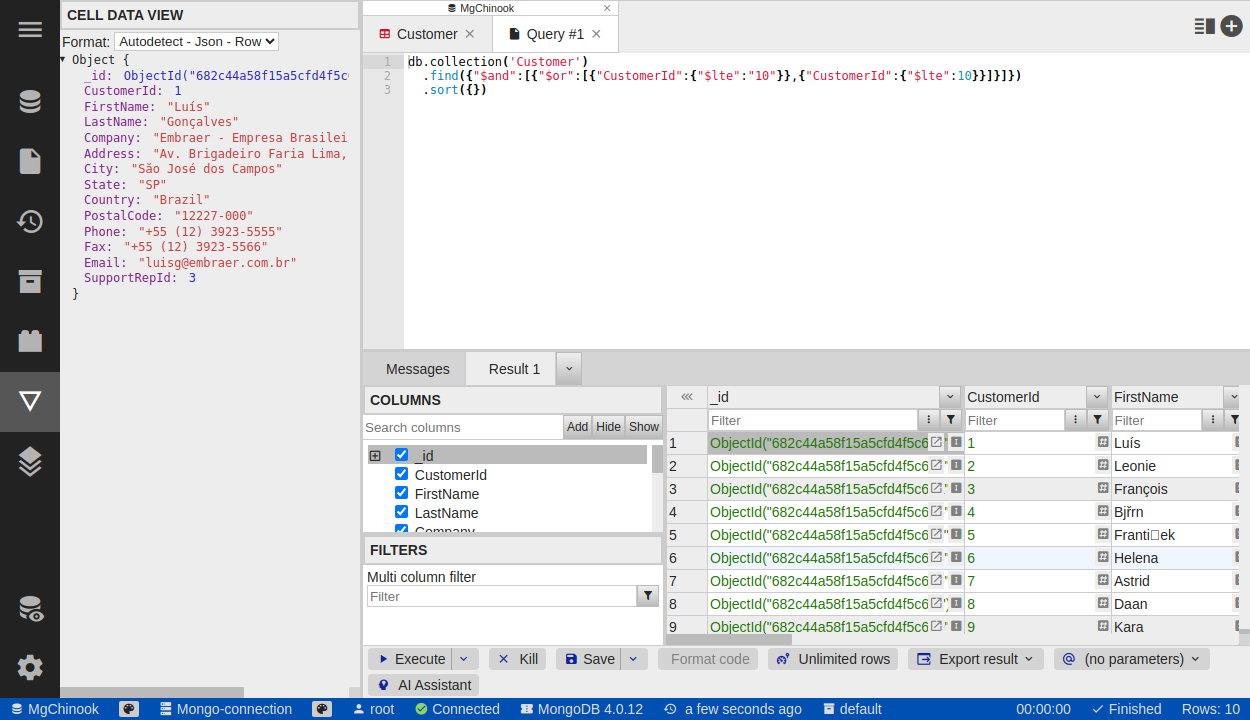 CELL DATA VIEW
Format: Autodetect - Json - Row
Object {
_id: ObjectId("682c44a58f15a5cfd4f5c
CustomerId: 1
FirstName: "Luís"
LastName: "Gonçalves"
Company: "Embraer - Empresa Brasilei
Address: "Av. Brigadeiro Faria Lima,
City: "São José dos Campos"
State: "SP"
Country: "Brazil"
PostalCode: "12227-000"
Phone: "+55 (12) 3923-5555"
Fax: "+55 (12) 3923-5566"
Email: "luisg@embraer.com.br"
SupportRepId: 3
}
MgChinook
Customer
Query #1
1 db.collection('Customer')
2 .find({"$and":[{"$or":[{"CustomerId":{"$lte":"10"}},{"CustomerId":{"$lte":10}}]}]})
3 .sort({})
Messages
Result 1
COLUMNS
Search columns Add Hide Show
_id
CustomerId
FirstName
LastName
Company
FILTERS
Multi column filter
Filter
_id CustomerId FirstName
Filter Filter Filter
1 ObjectId("682c44a58f15a5cfd4f5c6 1 Luís
2 ObjectId("682c44a58f15a5cfd4f5c6 2 Leonie
3 ObjectId("682c44a58f15a5cfd4f5c6 3 François
4 ObjectId("682c44a58f15a5cfd4f5c6 4 Bjřrn
5 ObjectId("682c44a58f15a5cfd4f5c6 5 Franti□ek
6 ObjectId("682c44a58f15a5cfd4f5c6 6 Helena
7 ObjectId("682c44a58f15a5cfd4f5c6 7 Astrid
8 ObjectId("682c44a58f15a5cfd4f5c6 8 Daan
9 ObjectId("682c44a58f15a5cfd4f5c6 9 Kara
Execute Kill Save Format code Unlimited rows Export result (no parameters)
AI Assistant
MgChinook Mongo-connection root Connected MongoDB 4.0.12 a few seconds ago default 00:00:00 Finished Rows: 10